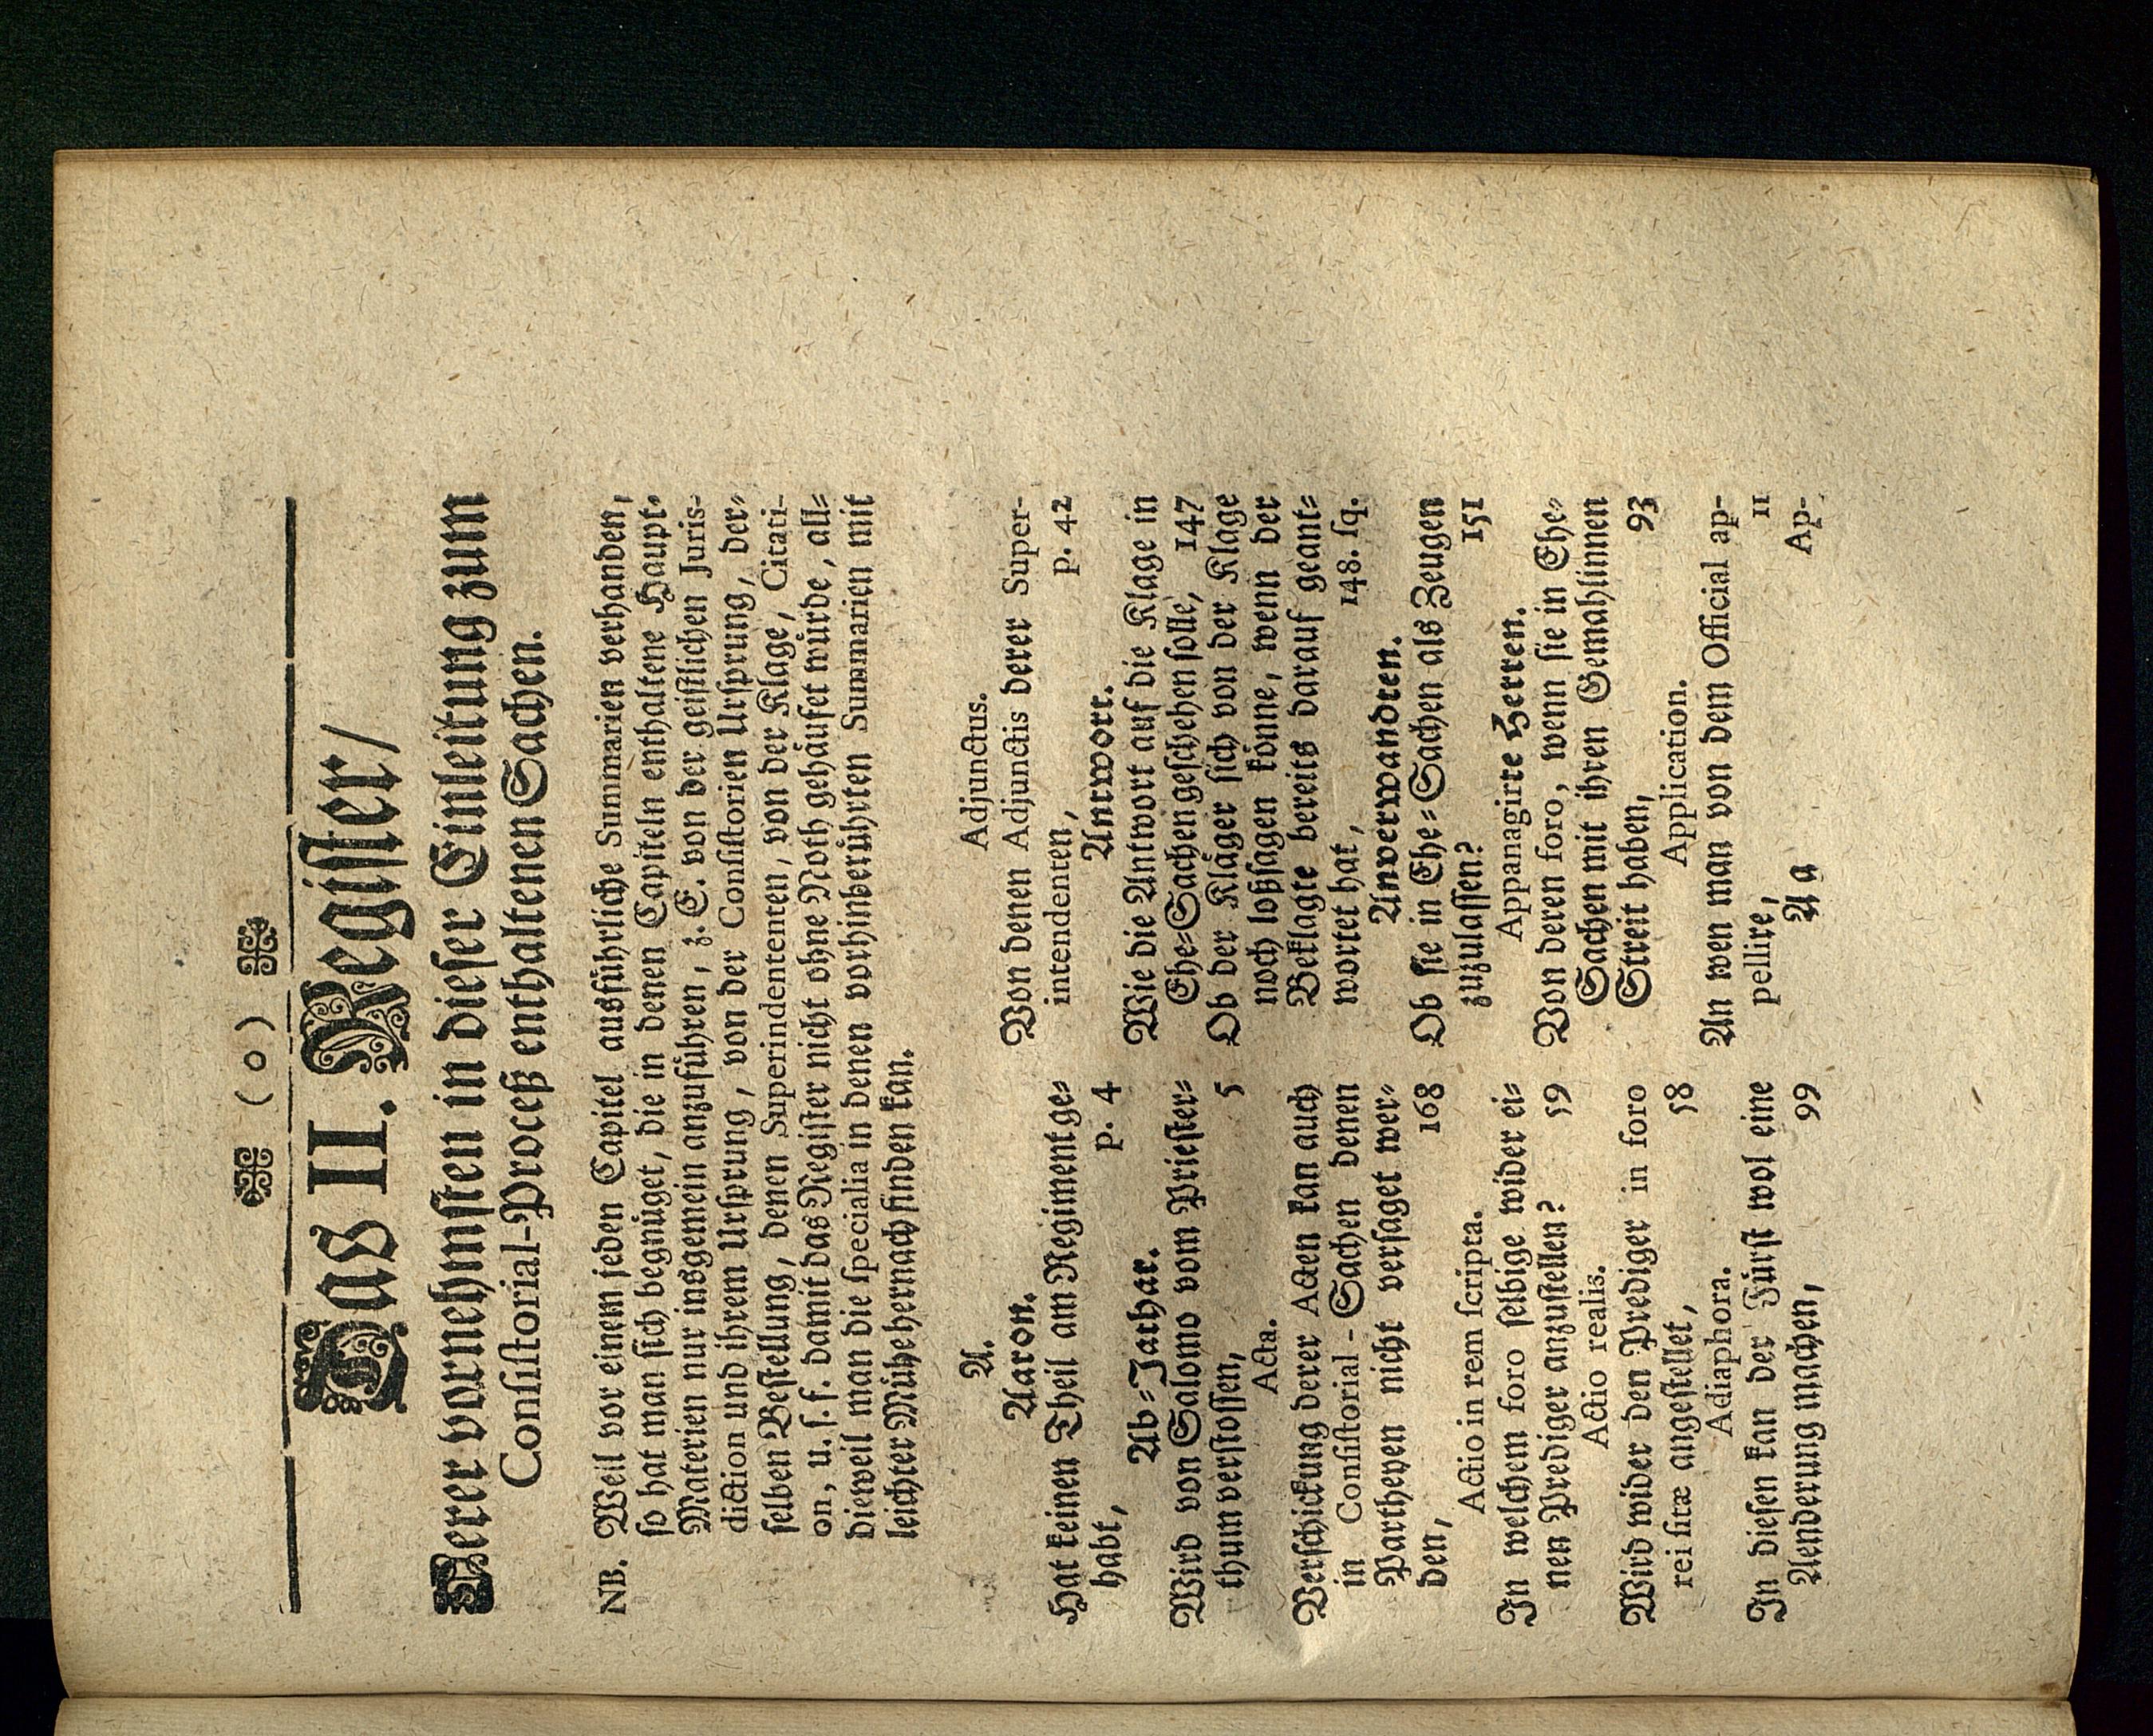 ( o )
Das II. Register/
Derer vornehmsten in dieser Einleitung zum
Consistorial-Proceß enthaltenen Sachen.
NB. Weil vor einem jeden Capitel ausführliche Summarien verhanden,
so hat man sich begnüget, die in denen Capiteln enthaltene Haupt-
Materien nur insgemein anzuführen, z. E. von der geistlichen Juris-
diction und ihrem Ursprung, von der Consistorien Ursprung, der-
selben Bestellung, denen Superindententen, von der Klage, Citati-
on, u. s. f. damit das Register nicht ohne Noth gehäufet würde, all-
dieweil man die specialia in denen vorhinberührten Summarien mit
leichter Mühe hernach finden kan.
A.
Aaron.
Hat keinen Theil am Regiment ge-
habt, p. 4
Ab-Jathar.
Wird von Salomo vom Priester-
thum verstossen, 5
Acta.
Verschickung derer Acten kan auch
in Consistorial-Sachen denen
Partheyen nicht versaget wer-
den, 168
Actio in rem scripta.
In welchem foro selbige wider ei-
nen Prediger anzustellen? 59
Actio realis.
Wird wider den Prediger in foro
rei sitæ angestellet, 58
Adiaphora.
In diesen kan der Fürst wol eine
Aenderung machen, 99
Adjunctus.
Von denen Adjunctis derer Super-
intendenten, p. 42
Antwort.
Wie die Antwort auf die Klage in
Ehe-Sachen geschehen solle, 147
Ob der Kläger sich von der Klage
noch loßsagen könne, wenn der
Beklagte bereits darauf geant-
wortet hat, 148. sq.
Anverwandten.
Ob sie in Ehe-Sachen als Zeugen
zuzulassen? 151
Appanagirte Herren.
Von deren foro, wenn sie in Ehe-
Sachen mit ihren Gemahlinnen
Streit haben, 93
Application.
An wen man von dem Official ap-
pellire, 11
A a Ap-